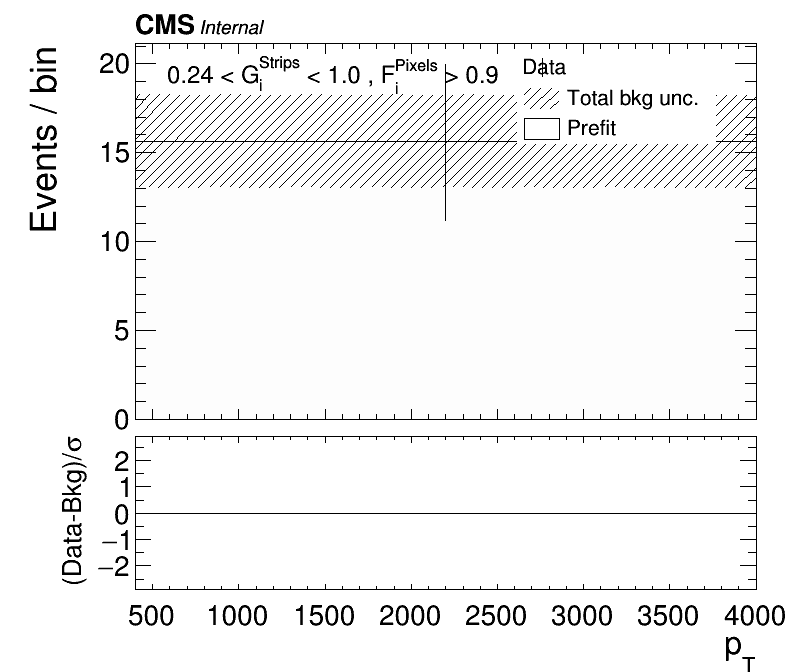 CMS Internal
Events / bin
20
15
10
5
0
0.24 < G_i^Strips < 1.0 , F_i^Pixels > 0.9
Data
Total bkg unc.
Prefit
(Data-Bkg)/σ
2
1
0
−1
−2
500 1000 1500 2000 2500 3000 3500 4000
p_T